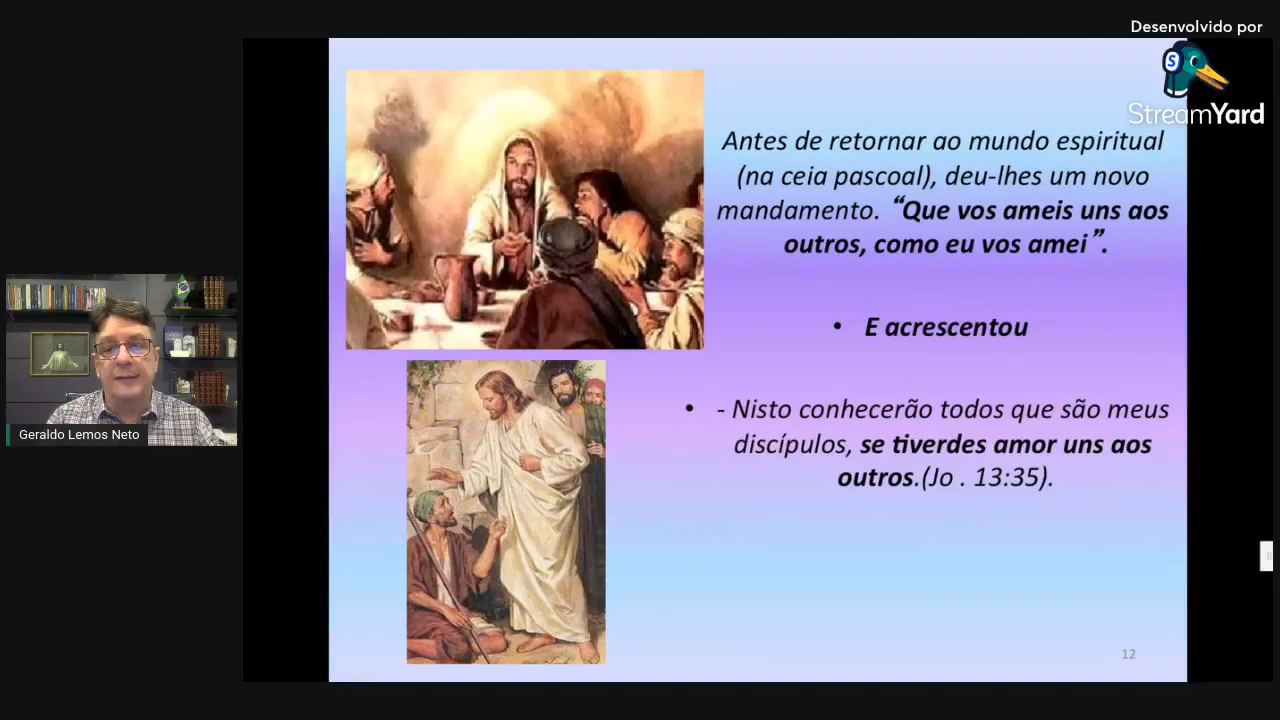 Desenvolvido por
StreamYard
Antes de retornar ao mundo espiritual
(na ceia pascoal), deu-lhes um novo
mandamento. “Que vos ameis uns aos
outros, como eu vos amei”.
• E acrescentou
• - Nisto conhecerão todos que são meus
discípulos, se tiverdes amor uns aos
outros.(Jo . 13:35).
Geraldo Lemos Neto
12